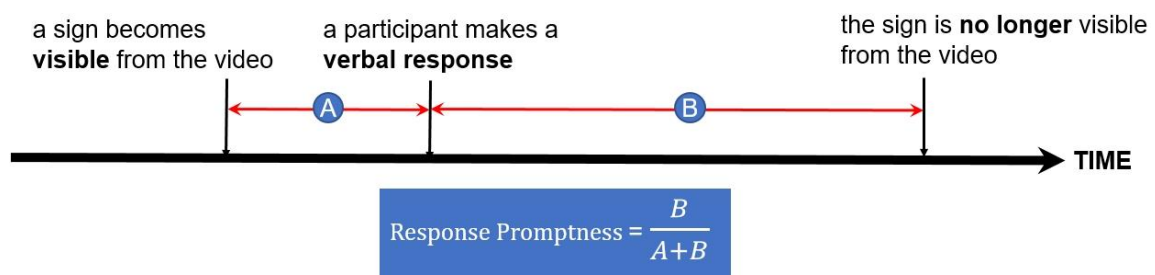 a sign becomes
visible from the video
a participant makes a
verbal response
the sign is no longer visible
from the video
A
B
TIME
Response Promptness = B / A+B